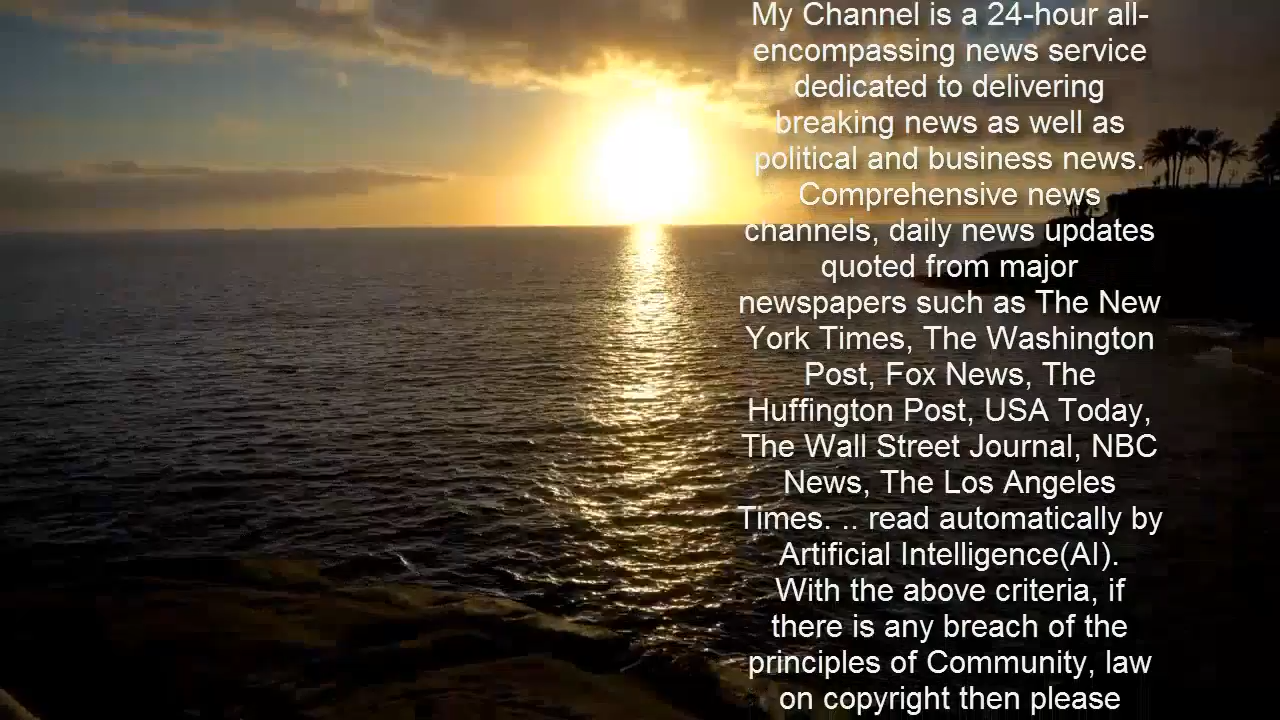 My Channel is a 24-hour all-
encompassing news service
dedicated to delivering
breaking news as well as
political and business news.
Comprehensive news
channels, daily news updates
quoted from major
newspapers such as The New
York Times, The Washington
Post, Fox News, The
Huffington Post, USA Today,
The Wall Street Journal, NBC
News, The Los Angeles
Times. .. read automatically by
Artificial Intelligence(AI).
With the above criteria, if
there is any breach of the
principles of Community, law
on copyright then please